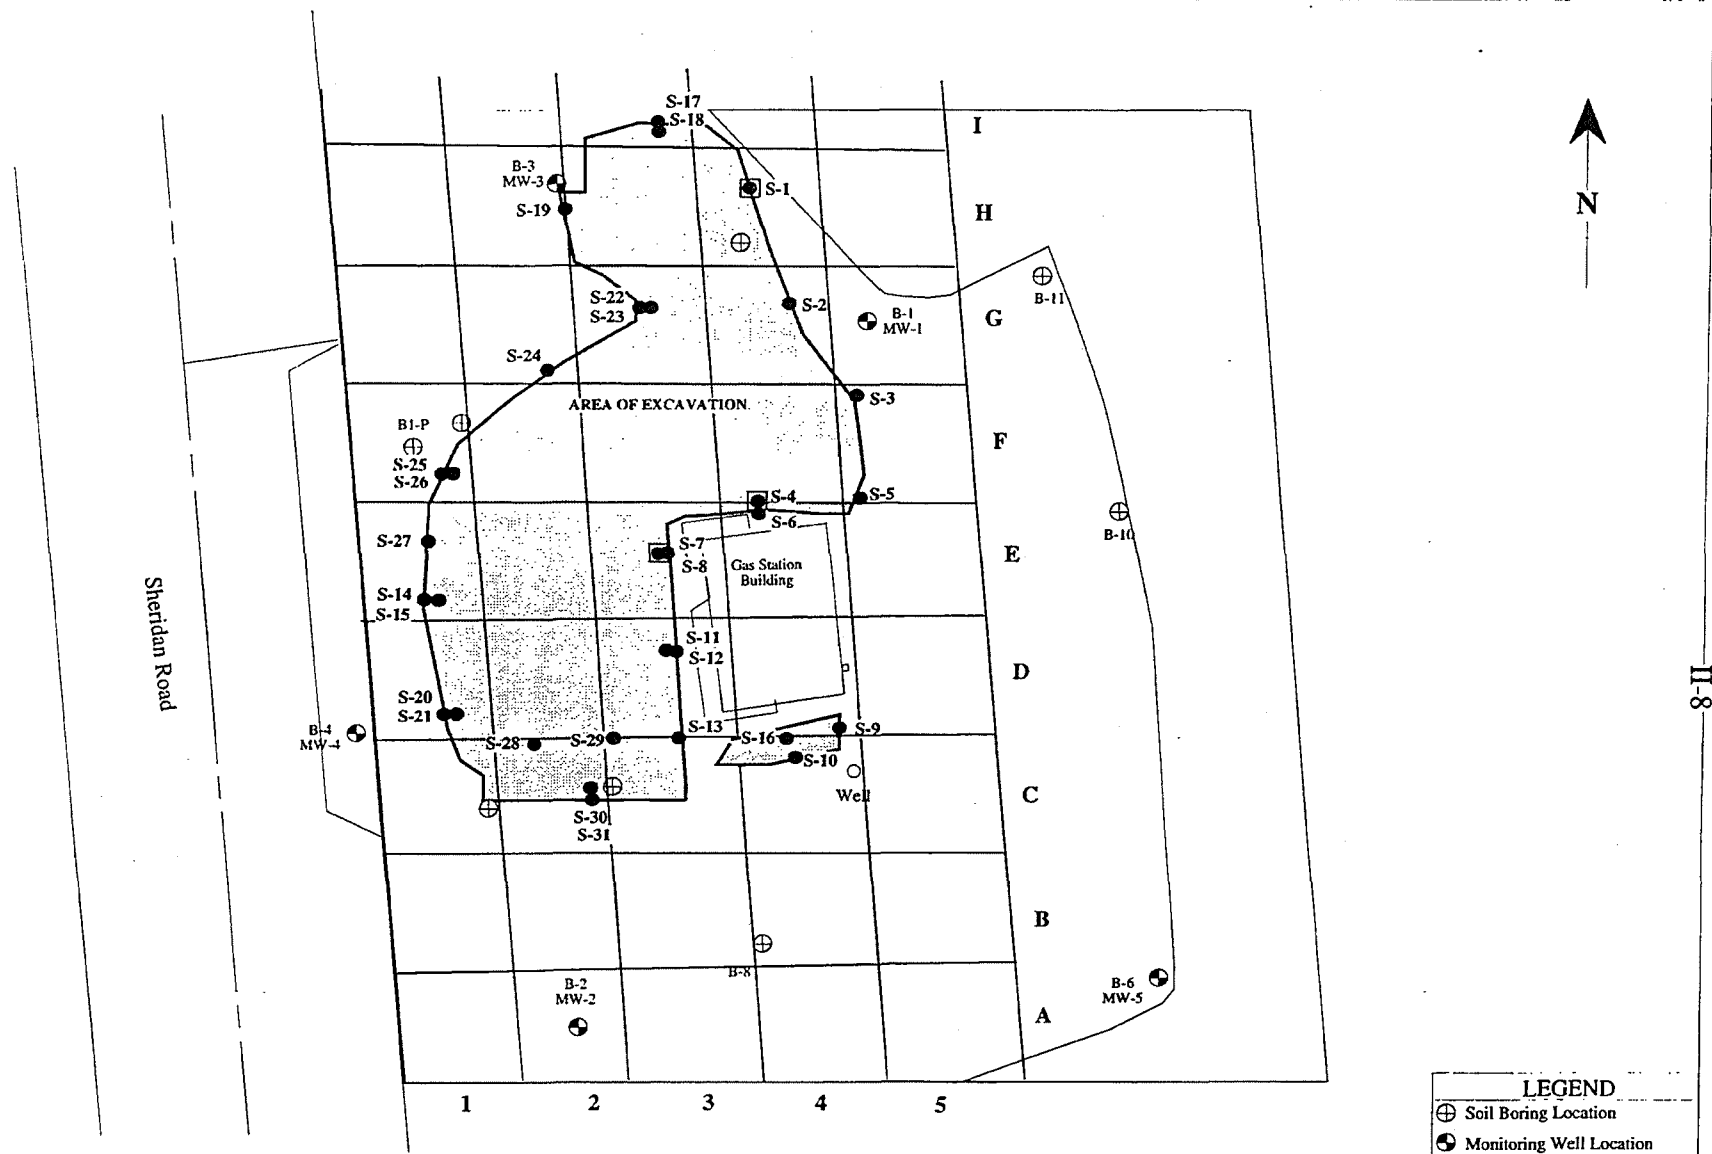 S-17
S-18
I
B-3
MW-3
S-1
S-19
H
N
S-22
S-23
S-2
B-1
MW-1
B-11
G
S-24
S-3
AREA OF EXCAVATION
B1-P
F
S-25
S-26
S-4
S-5
S-6
B-10
S-27
S-7
S-8
Gas Station
Building
E
S-14
S-15
Sheridan Road
S-11
S-12
D
II-8
S-20
S-21
S-13
S-9
B-4
MW-4
S-28
S-29
S-16
S-10
Well
C
S-30
S-31
B
B-8
B-2
MW-2
B-6
MW-5
A
1 2 3 4 5
LEGEND
Soil Boring Location
Monitoring Well Location